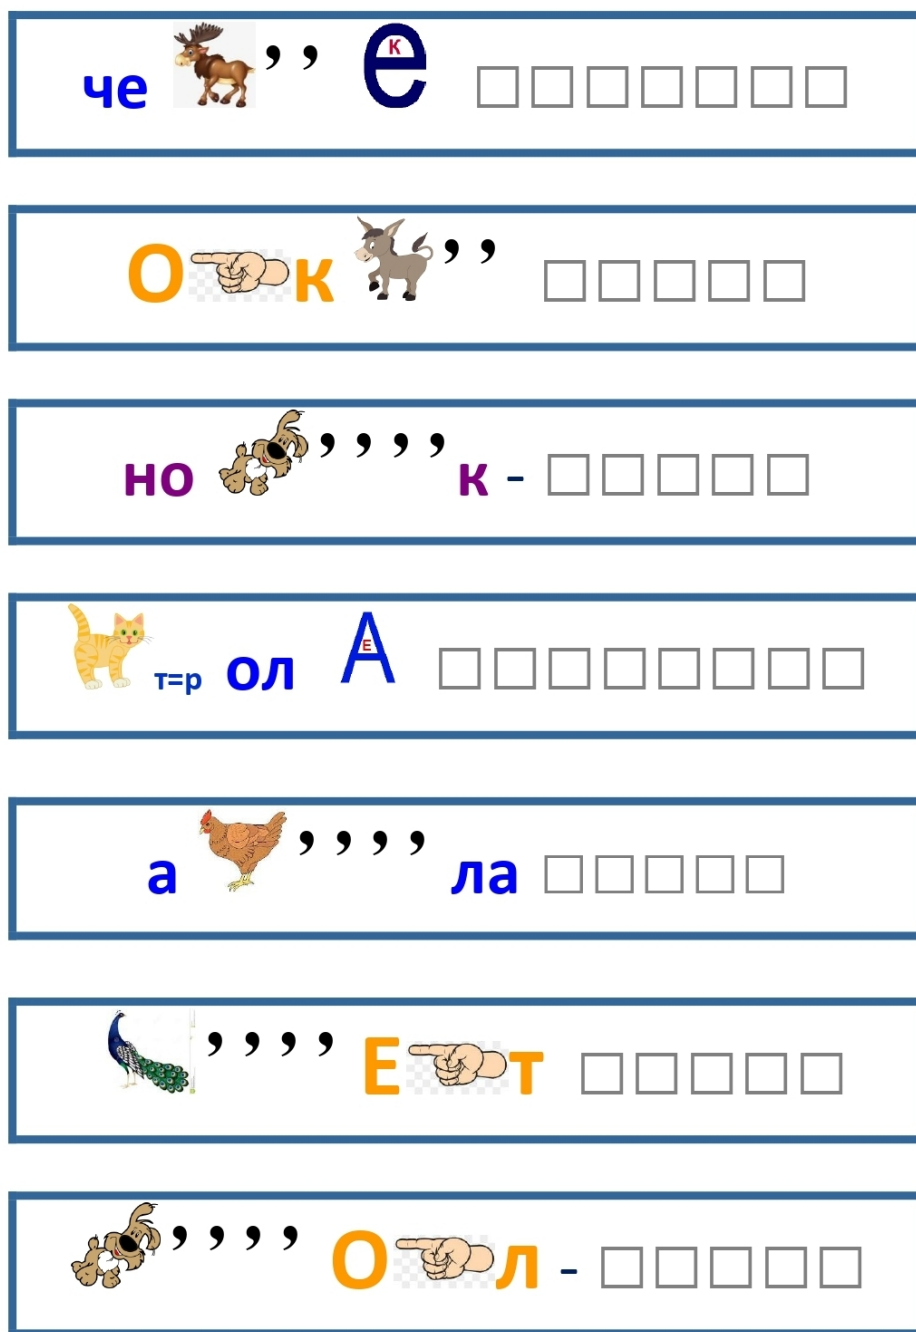 че ’ ’ е к
О к ’ ’
но ’ ’ ’ ’ к -
т=р ол А Е
а ’ ’ ’ ’ ла
’ ’ ’ ’ Е т
’ ’ ’ ’ О л -